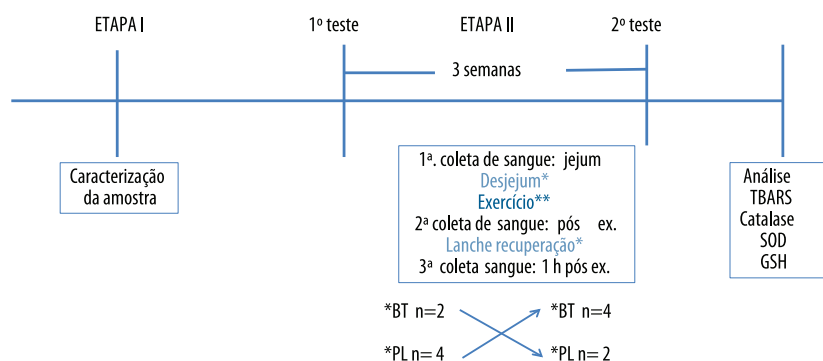 ETAPA I
1º teste
ETAPA II
2º teste
3 semanas
Caracterização
da amostra
1ª. coleta de sangue: jejum
Desjejum*
Exercício**
2ª coleta de sangue: pós ex.
Lanche recuperação*
3ª coleta sangue: 1 h pós ex.
Análise
TBARS
Catalase
SOD
GSH
*BT n=2
*BT n=4
*PL n= 4
*PL n= 2